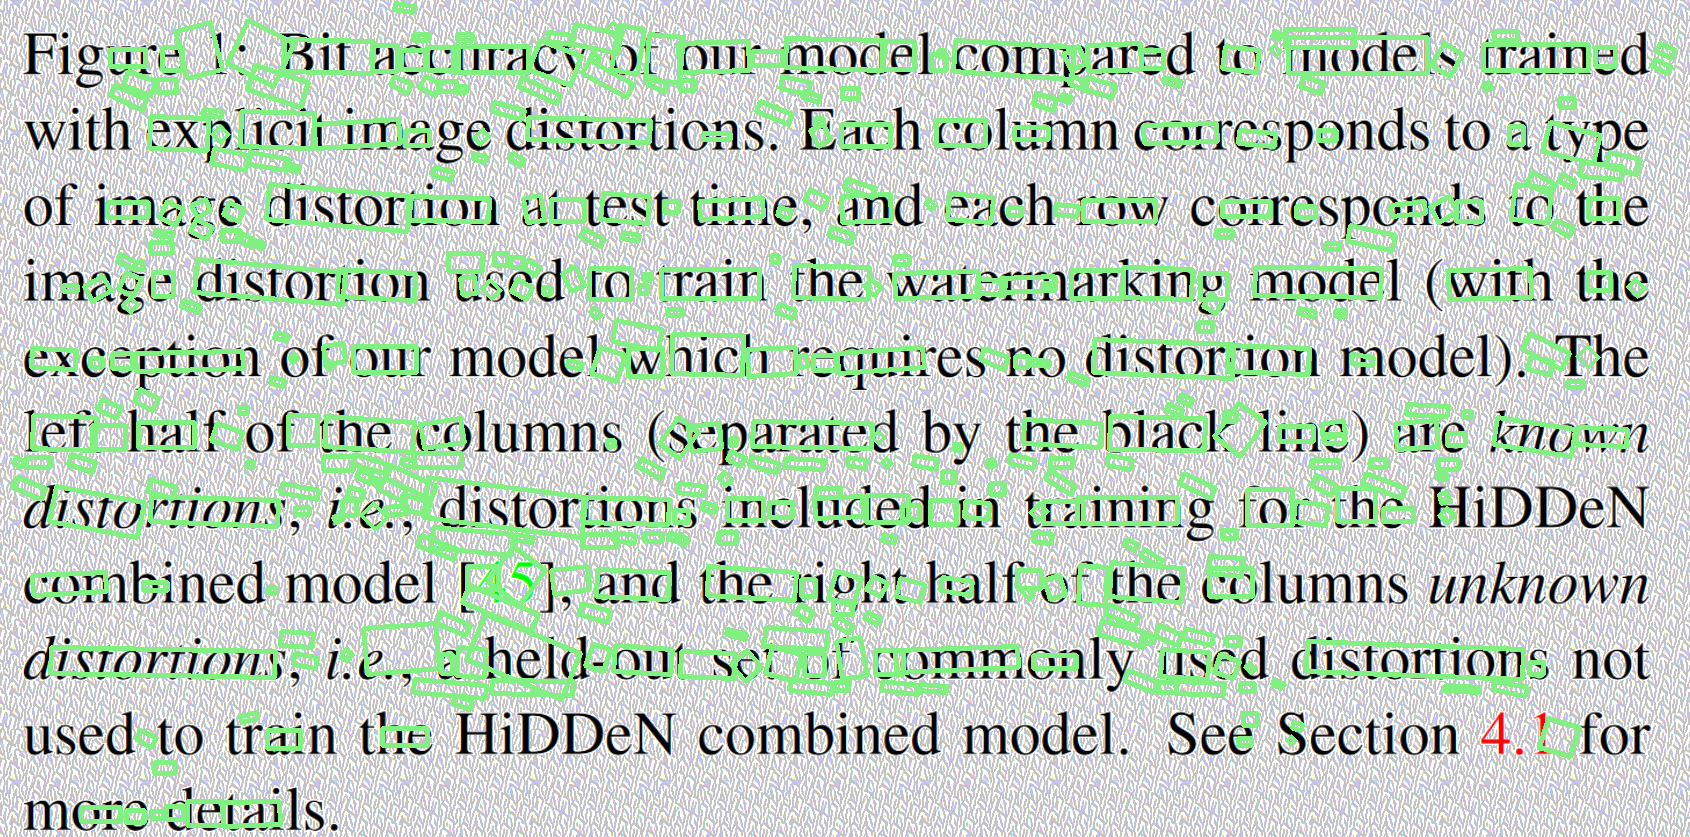 Figure 1: Bit accuracy of our model compared to models trained
with explicit image distortions. Each column corresponds to a type
of image distortion at test time, and each row corresponds to the
image distortion used to train the watermarking model (with the
exception of our model which requires no distortion model). The
left half of the columns (separated by the black line) are known
distortions, i.e., distortions included in training for the HiDDeN
combined model [45], and the right half of the columns unknown
distortions, i.e., a held-out set of commonly used distortions not
used to train the HiDDeN combined model. See Section 4.1 for
more details.